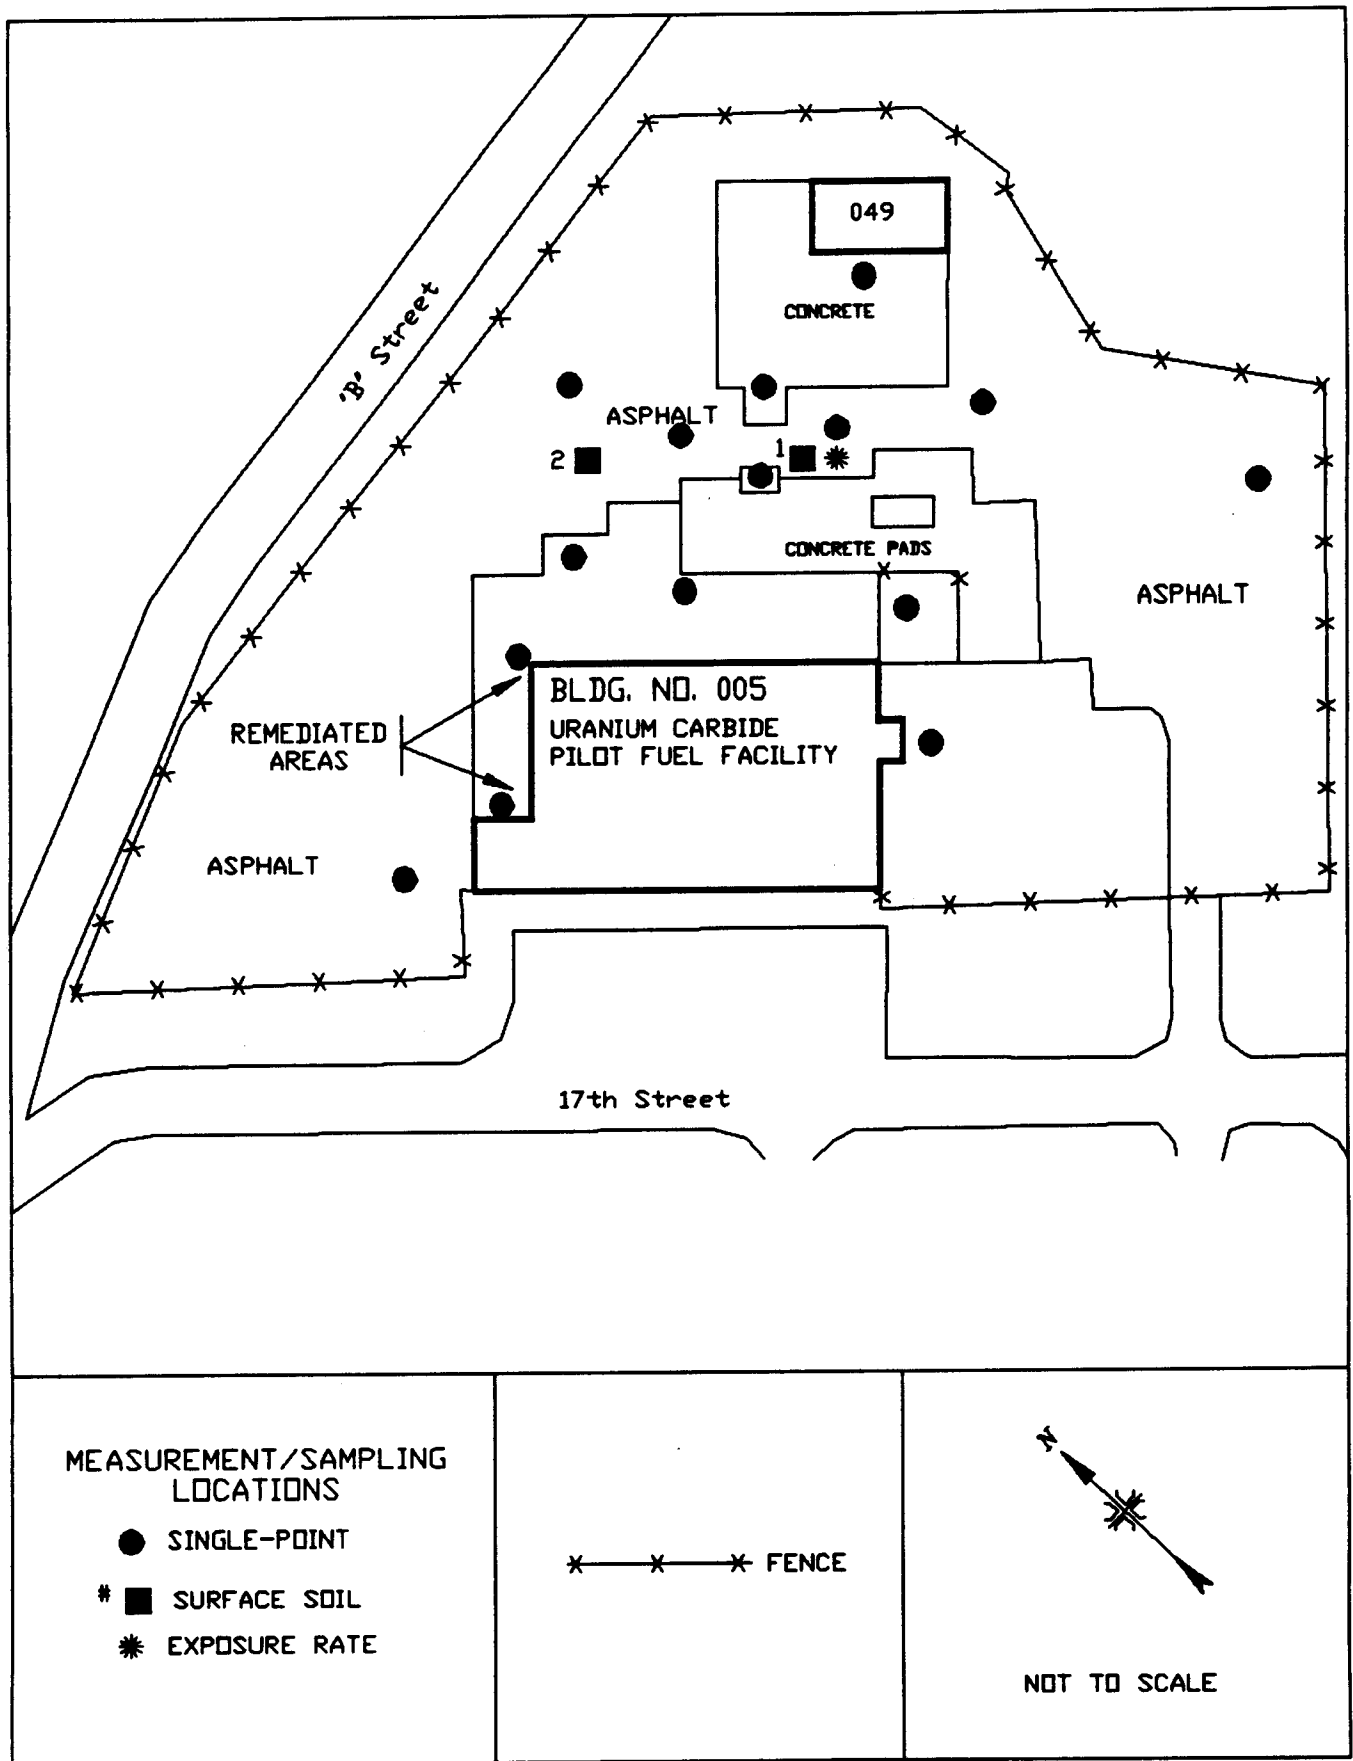 049
CONCRETE
'B' Street
ASPHALT
1
2
CONCRETE PADS
ASPHALT
BLDG. NO. 005
URANIUM CARBIDE
PILOT FUEL FACILITY
REMEDIATED
AREAS
ASPHALT
17th Street
MEASUREMENT/SAMPLING
LOCATIONS
SINGLE-POINT
# SURFACE SOIL
EXPOSURE RATE
FENCE
N
NOT TO SCALE